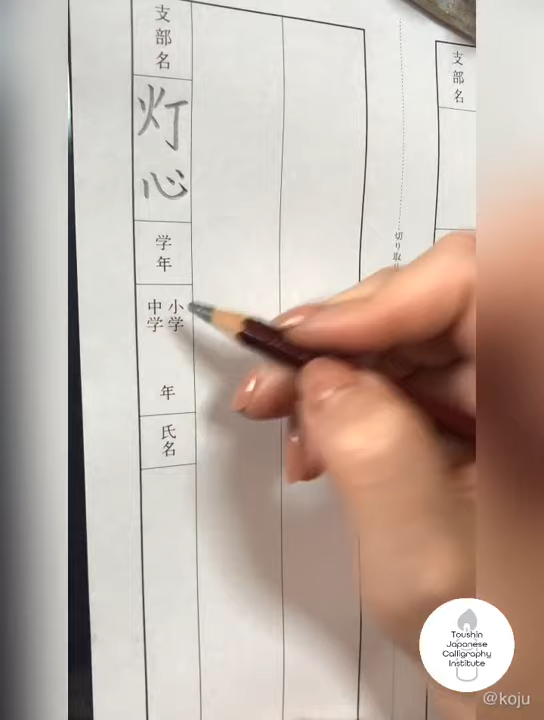 支部名
灯心
学年
小学
中学
年
氏名
切り取り
支部名
Toushin
Japanese
Calligraphy
Institute
@koju